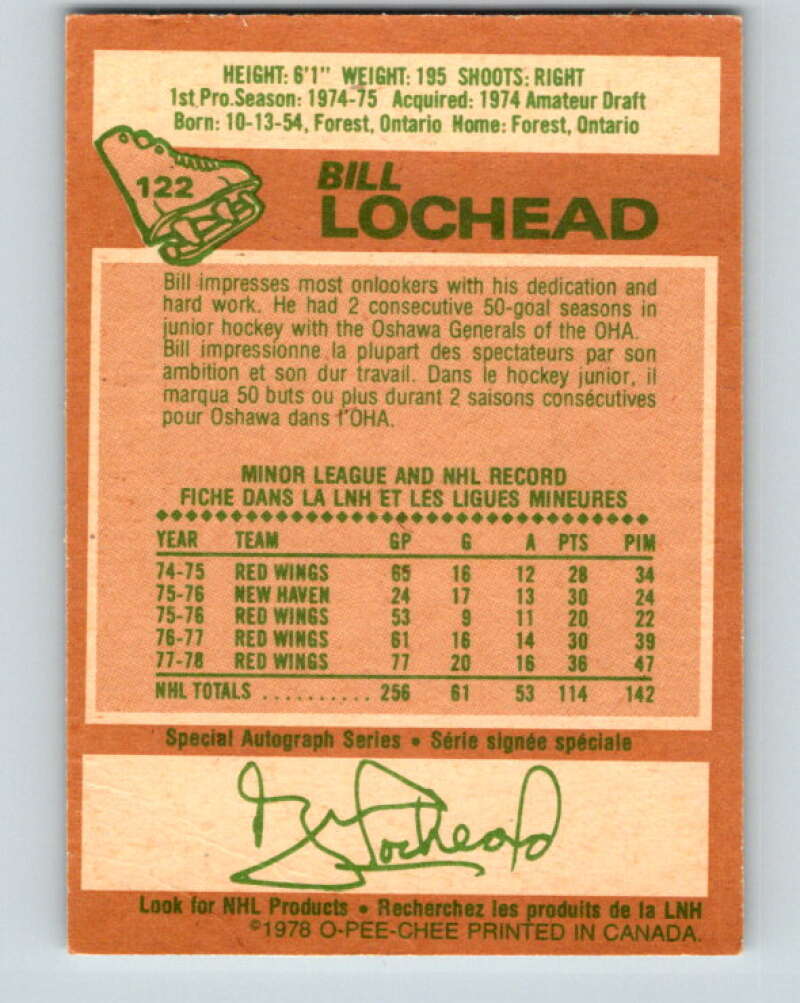 HEIGHT: 6'1" WEIGHT: 195 SHOOTS: RIGHT
1st Pro.Season: 1974-75 Acquired: 1974 Amateur Draft
Born: 10-13-54, Forest, Ontario Home: Forest, Ontario
122
BILL
LOCHEAD
Bill impresses most onlookers with his dedication and
hard work. He had 2 consecutive 50-goal seasons in
junior hockey with the Oshawa Generals of the OHA.
Bill impressionne la plupart des spectateurs par son
ambition et son dur travail. Dans le hockey junior, il
marqua 50 buts ou plus durant 2 saisons consécutives
pour Oshawa dans l'OHA.
MINOR LEAGUE AND NHL RECORD
FICHE DANS LA LNH ET LES LIGUES MINEURES
YEAR TEAM GP G A PTS PIM
74-75 RED WINGS 65 16 12 28 34
75-76 NEW HAVEN 24 17 13 30 24
75-76 RED WINGS 53 9 11 20 22
76-77 RED WINGS 61 16 14 30 39
77-78 RED WINGS 77 20 16 36 47
NHL TOTALS .......... 256 61 53 114 142
Special Autograph Series • Série signée spéciale
Lochead
Look for NHL Products • Recherchez les produits de la LNH
©1978 O-PEE-CHEE PRINTED IN CANADA.